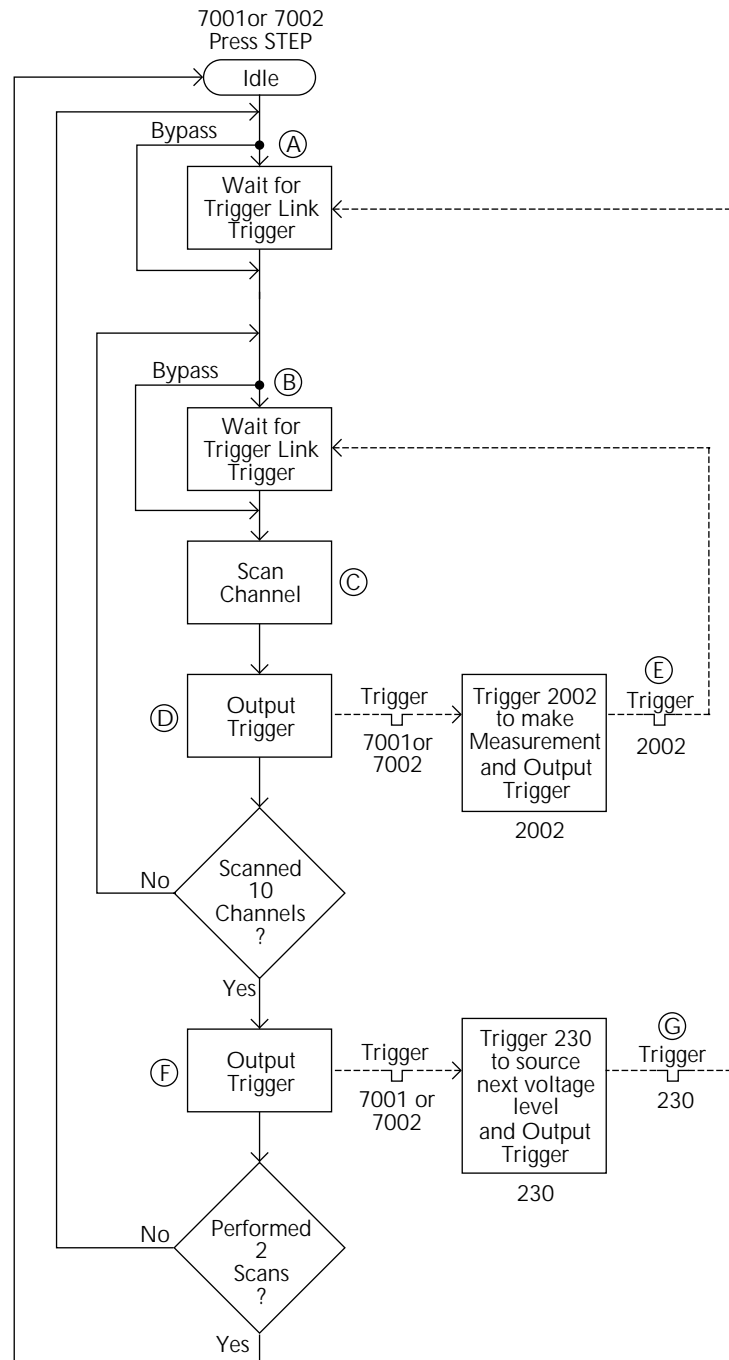 7001or 7002
Press STEP
Idle
Bypass
A
Wait for
Trigger Link
Trigger
Bypass
B
Wait for
Trigger Link
Trigger
Scan
Channel
C
D
Output
Trigger
Trigger
7001or
7002
Trigger 2002
to make
Measurement
and Output
Trigger
2002
E
Trigger
2002
No
Scanned
10
Channels
?
Yes
F
Output
Trigger
Trigger
7001 or
7002
Trigger 230
to source
next voltage
level
and Output
Trigger
230
G
Trigger
230
No
Performed
2
Scans
?
Yes